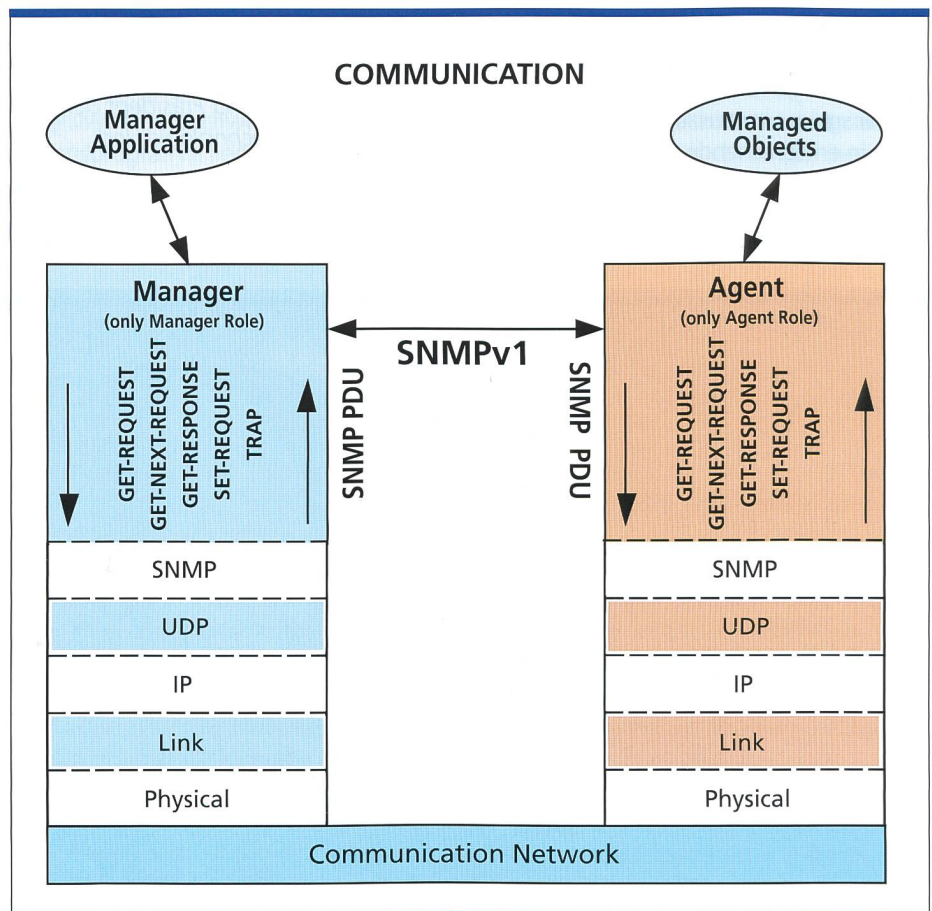 COMMUNICATION
Manager
Application
Managed
Objects
Manager
(only Manager Role)
GET-REQUEST
GET-NEXT-REQUEST
GET-RESPONSE
SET-REQUEST
TRAP
SNMP PDU
SNMPv1
SNMP PDU
Agent
(only Agent Role)
GET-REQUEST
GET-NEXT-REQUEST
GET-RESPONSE
SET-REQUEST
TRAP
SNMP
UDP
IP
Link
Physical
SNMP
UDP
IP
Link
Physical
Communication Network